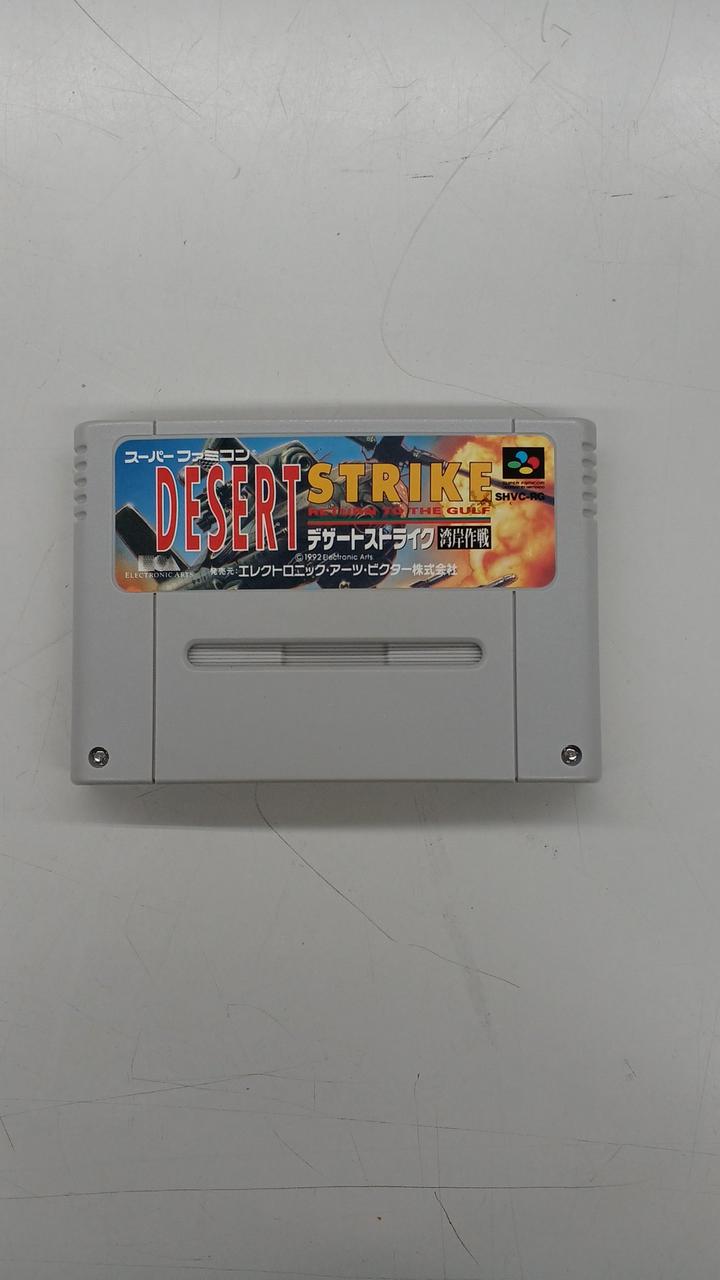 スーパーファミコン®
DESERT STRIKE
RETURN TO THE GULF
デザートストライク 湾岸作戦
©1992 Electronic Arts
ELECTRONIC ARTS
発売元:エレクトロニック・アーツ・ビクター株式会社
SUPER FAMICOM
SHVC-RG